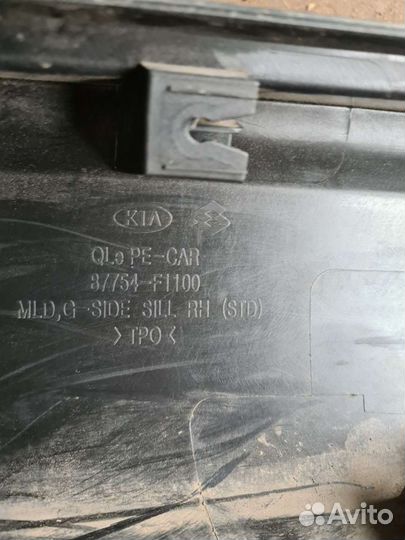 KIA
QLe PE-CAR
87754-F1100
MLD,G-SIDE SILL RH (STD)
>TPO<
Avito